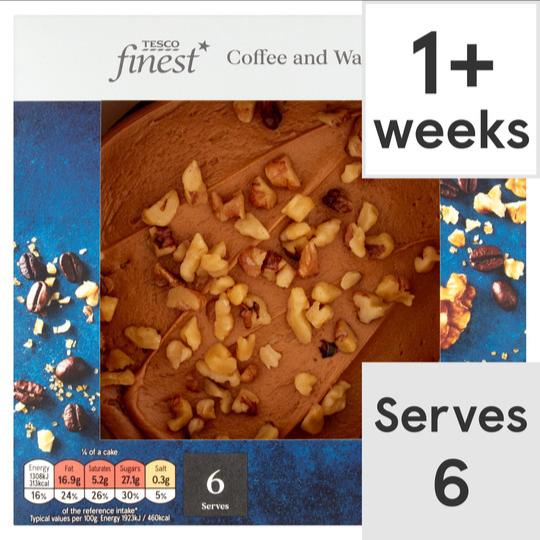 TESCO
finest*
Coffee and Wa
1+
weeks
Serves
6
⅙ of a cake
Energy Fat Saturates Sugars Salt
1308kJ
313kcal 16.9g 5.2g 27.1g 0.3g
16% 24% 26% 30% 5%
of the reference intake*
Typical values per 100g: Energy 1923kJ / 460kcal
6
Serves